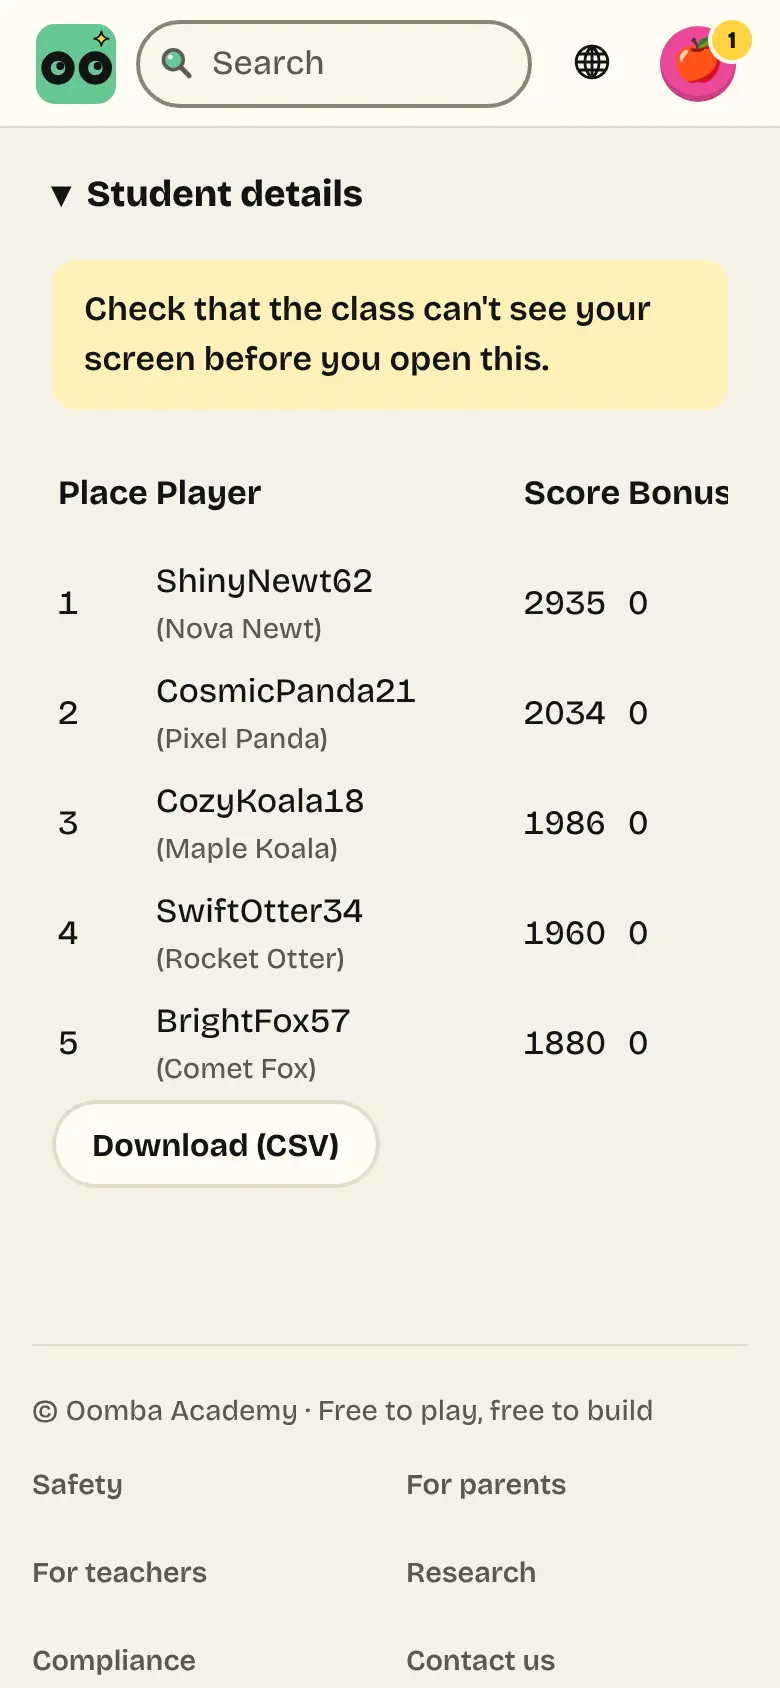 Search
1
▼ Student details
Check that the class can't see your
screen before you open this.
Place Player Score Bonus
ShinyNewt62
1 2935 0
(Nova Newt)
CosmicPanda21
2 2034 0
(Pixel Panda)
CozyKoala18
3 1986 0
(Maple Koala)
SwiftOtter34
4 1960 0
(Rocket Otter)
BrightFox57
5 1880 0
(Comet Fox)
Download (CSV)
© Oomba Academy · Free to play, free to build
Safety For parents
For teachers Research
Compliance Contact us